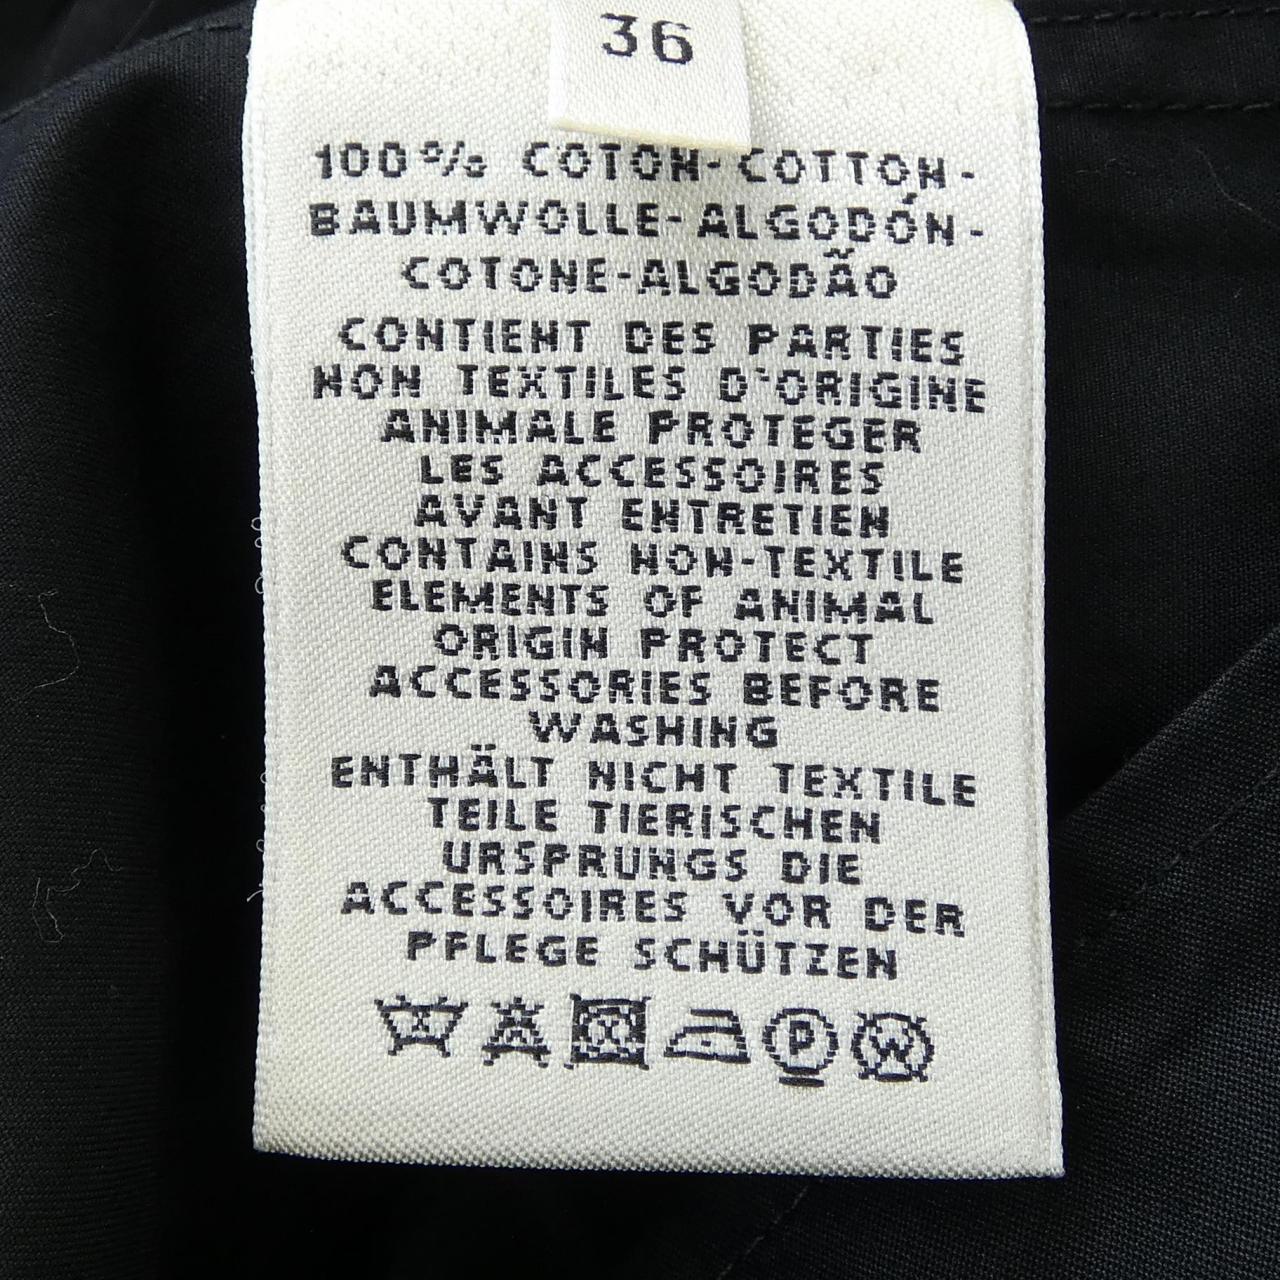 36
100% COTON-COTTON-
BAUMWOLLE-ALGODÓN-
COTONE-ALGODÃO
CONTIENT DES PARTIES
NON TEXTILES D'ORIGINE
ANIMALE PROTEGER
LES ACCESSOIRES
AVANT ENTRETIEN
CONTAINS NON-TEXTILE
ELEMENTS OF ANIMAL
ORIGIN PROTECT
ACCESSORIES BEFORE
WASHING
ENTHÄLT NICHT TEXTILE
TEILE TIERISCHEN
URSPRUNGS DIE
ACCESSOIRES VOR DER
PFLEGE SCHÜTZEN
P W